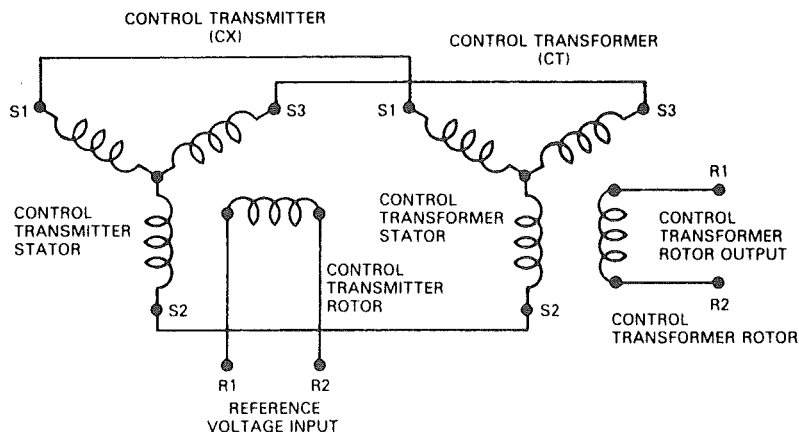 CONTROL TRANSMITTER
(CX)
CONTROL TRANSFORMER
(CT)
S1
S3
S1
S3
CONTROL
TRANSMITTER
STATOR
CONTROL
TRANSMITTER
ROTOR
CONTROL
TRANSFORMER
STATOR
R1
CONTROL
TRANSFORMER
ROTOR OUTPUT
R2
S2
S2
CONTROL
TRANSFORMER ROTOR
R1
R2
REFERENCE
VOLTAGE INPUT